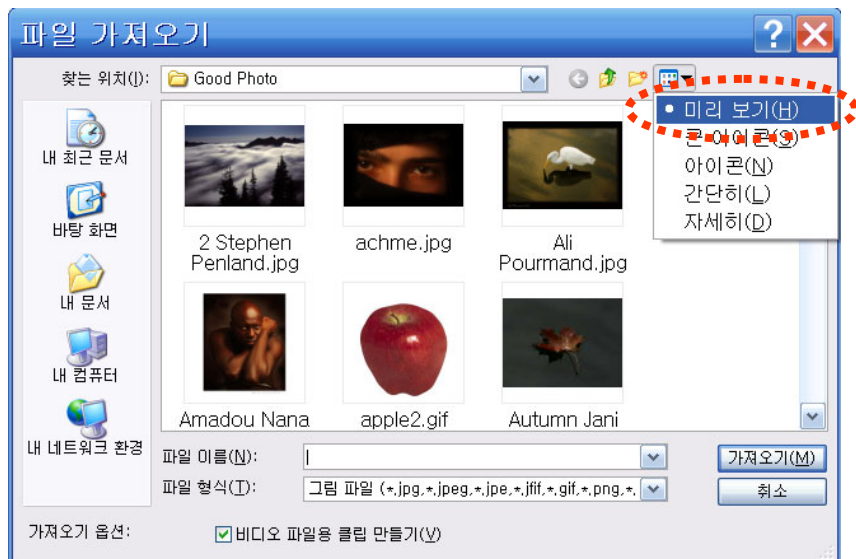 파일 가져오기
찾는 위치(I): Good Photo
미리 보기(H)
큰 아이콘(S)
아이콘(N)
간단히(L)
자세히(D)
내 최근 문서
바탕 화면
내 문서
내 컴퓨터
내 네트워크 환경
2 Stephen
Penland.jpg
achme.jpg
Ali
Pourmand.jpg
Amadou Nana
apple2.gif
Autumn Jani
파일 이름(N):
가져오기(M)
파일 형식(T): 그림 파일 (*.jpg,*.jpeg,*.jpe,*.jfif,*.gif,*.png,*.
취소
가져오기 옵션: 비디오 파일용 클립 만들기(V)